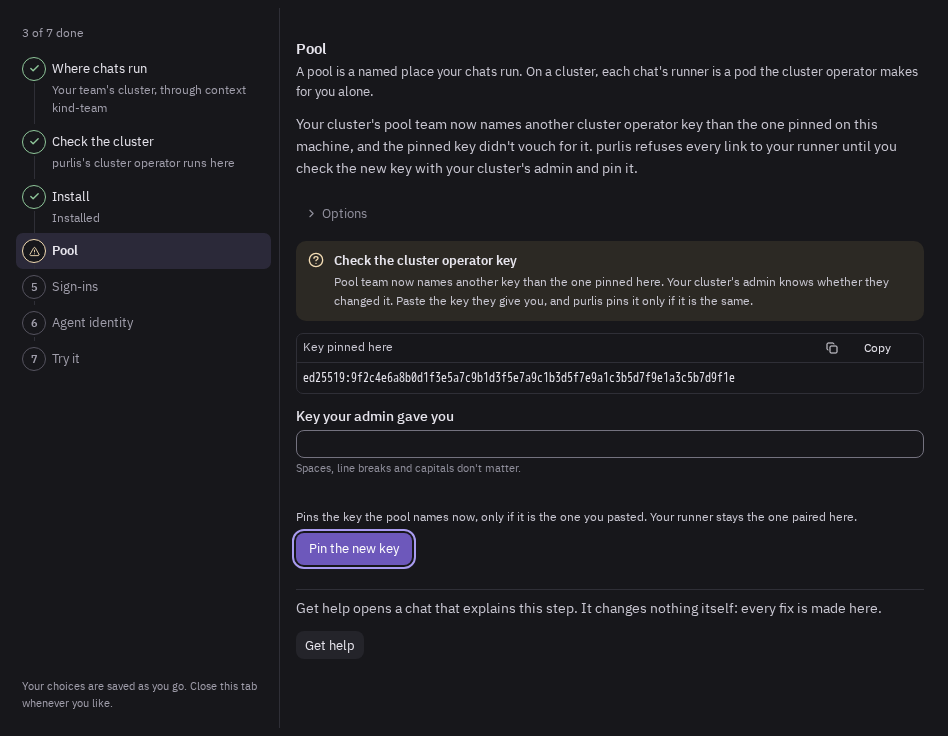 3 of 7 done
Where chats run
Your team's cluster, through context
kind-team
Check the cluster
purlis's cluster operator runs here
Install
Installed
Pool
5 Sign-ins
6 Agent identity
7 Try it
Your choices are saved as you go. Close this tab
whenever you like.
Pool
A pool is a named place your chats run. On a cluster, each chat's runner is a pod the cluster operator makes
for you alone.
Your cluster's pool team now names another cluster operator key than the one pinned on this
machine, and the pinned key didn't vouch for it. purlis refuses every link to your runner until you
check the new key with your cluster's admin and pin it.
Options
Check the cluster operator key
Pool team now names another key than the one pinned here. Your cluster's admin knows whether they
changed it. Paste the key they give you, and purlis pins it only if it is the same.
Key pinned here
Copy
ed25519:9f2c4e6a8b0d1f3e5a7c9b1d3f5e7a9c1b3d5f7e9a1c3b5d7f9e1a3c5b7d9f1e
Key your admin gave you
Spaces, line breaks and capitals don't matter.
Pins the key the pool names now, only if it is the one you pasted. Your runner stays the one paired here.
Pin the new key
Get help opens a chat that explains this step. It changes nothing itself: every fix is made here.
Get help